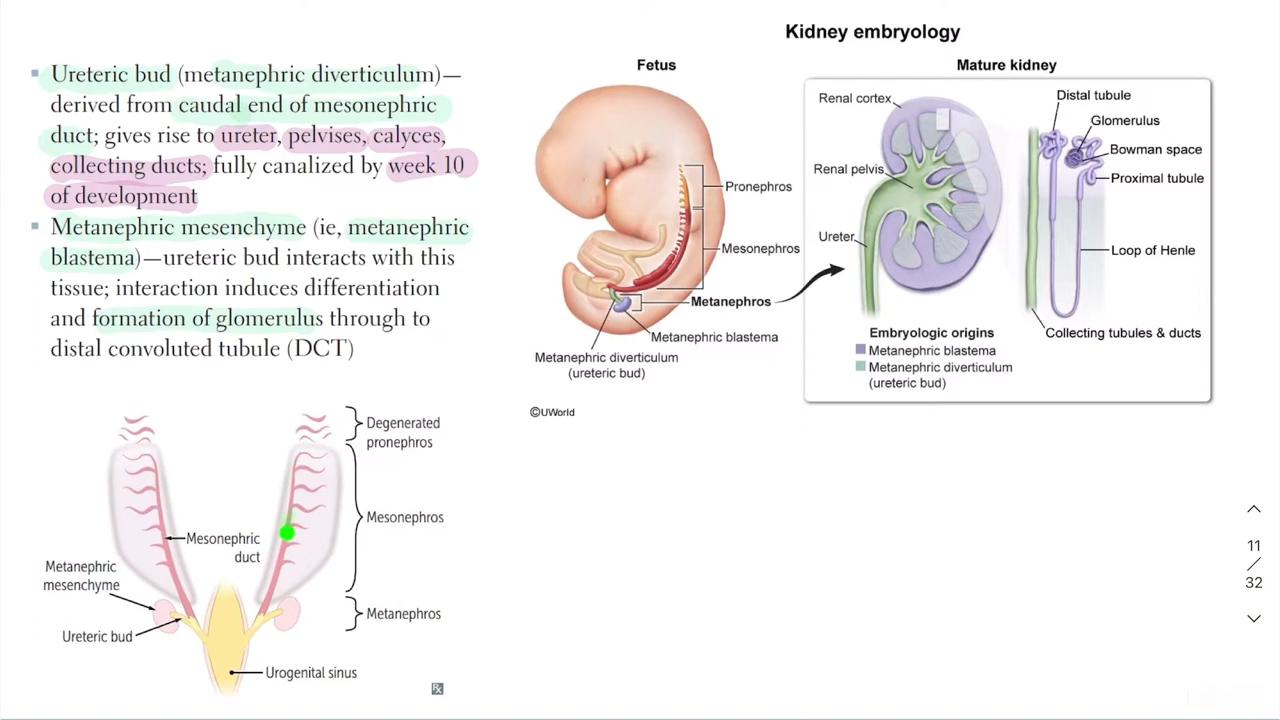 Kidney embryology
▪ Ureteric bud (metanephric diverticulum)—
derived from caudal end of mesonephric
duct; gives rise to ureter, pelvises, calyces,
collecting ducts; fully canalized by week 10
of development
▪ Metanephric mesenchyme (ie, metanephric
blastema)—ureteric bud interacts with this
tissue; interaction induces differentiation
and formation of glomerulus through to
distal convoluted tubule (DCT)
Degenerated
pronephros
Mesonephros
Mesonephric
duct
Metanephric
mesenchyme
Metanephros
Ureteric bud
Urogenital sinus
Rx
Fetus
Pronephros
Mesonephros
Metanephros
Metanephric blastema
Metanephric diverticulum
(ureteric bud)
©UWorld
Mature kidney
Renal cortex
Renal pelvis
Ureter
Distal tubule
Glomerulus
Bowman space
Proximal tubule
Loop of Henle
Collecting tubules & ducts
Embryologic origins
Metanephric blastema
Metanephric diverticulum
(ureteric bud)
11
/
32